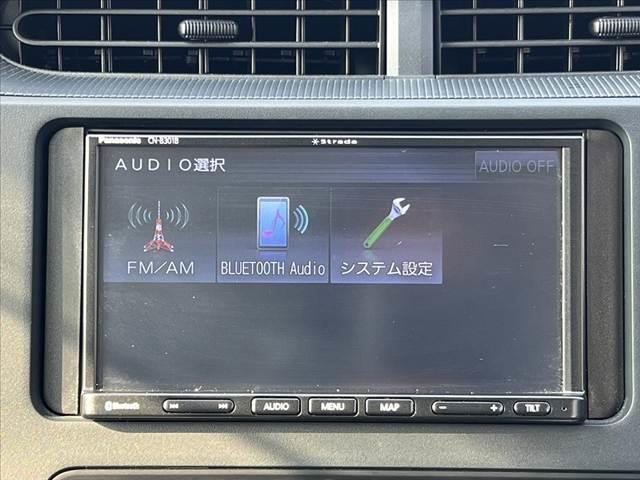 Panasonic CN-B301B
Strada
AUDIO選択
AUDIO OFF
FM/AM
BLUETOOTH Audio
システム設定
Bluetooth
AUDIO
MENU
MAP
- +
TILT